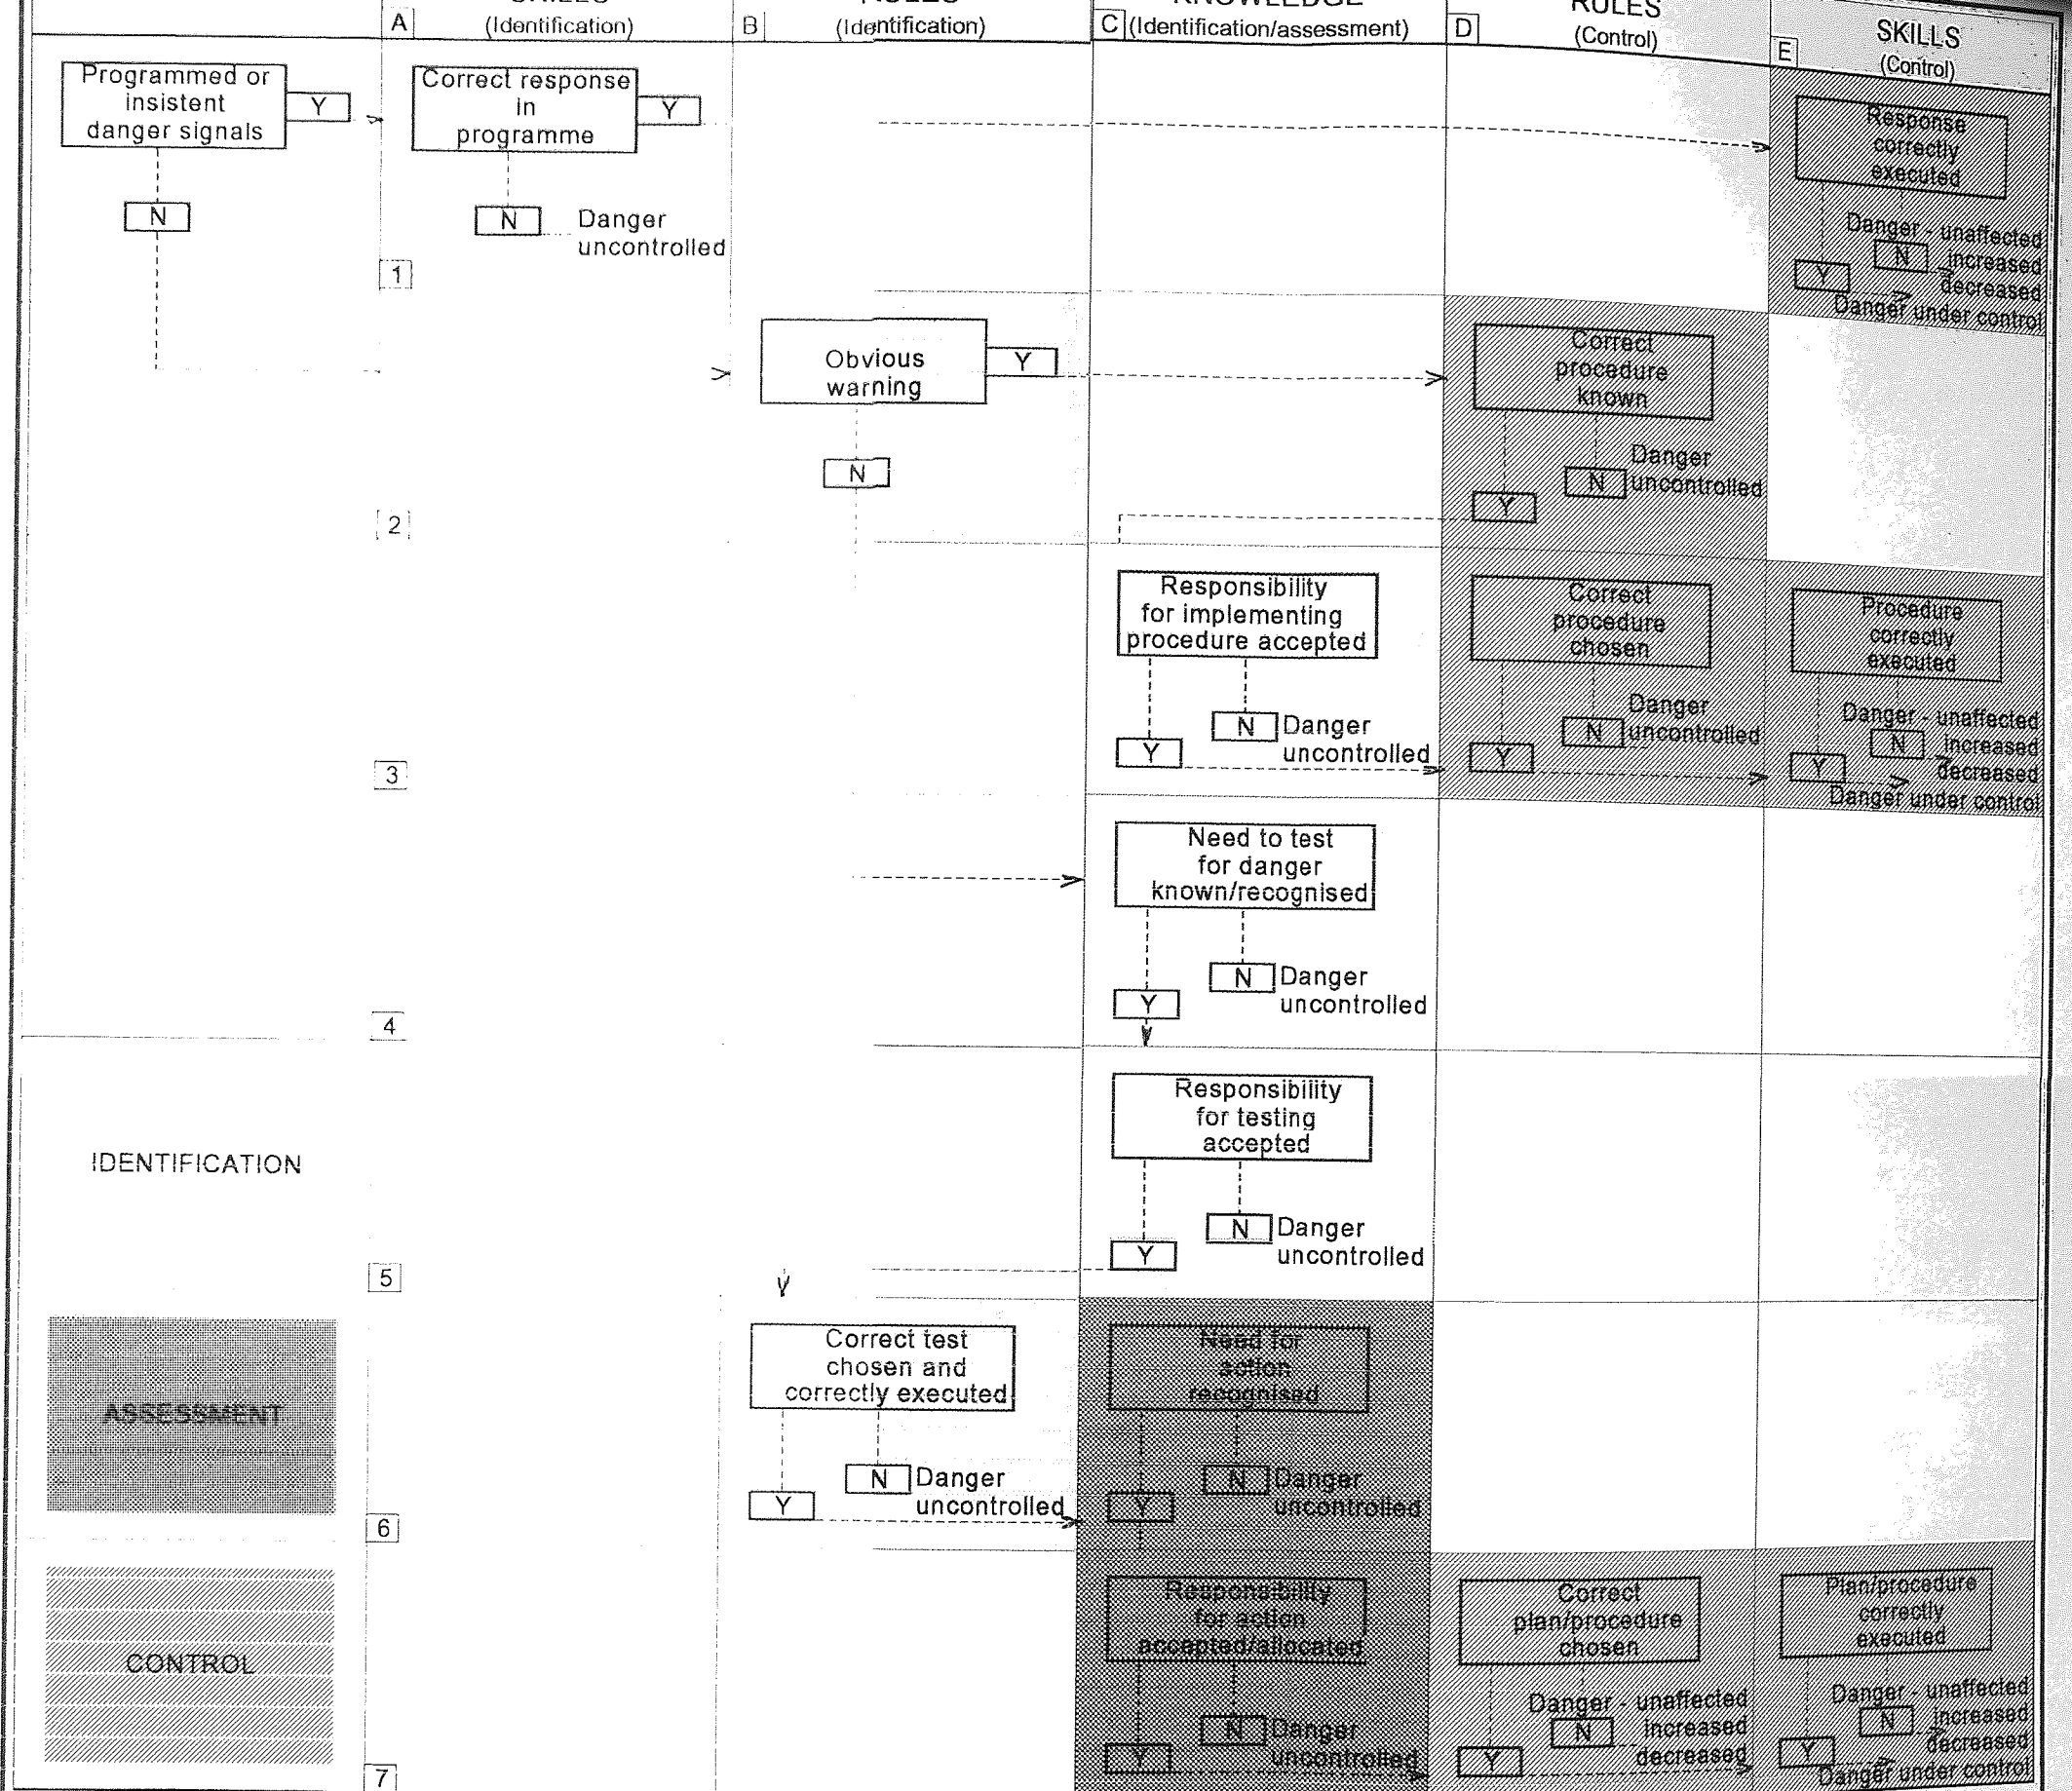 A
(Identification)
B
(Identification)
C
KNOWLEDGE
(Identification/assessment)
D
RULES
(Control)
E
SKILLS
(Control)
Programmed or
insistent
danger signals
Y
N
Correct response
in
programme
Y
N
Danger
uncontrolled
Response
correctly
executed
Danger - unaffected
N
increased
Y
decreased
Danger under control
1
Obvious
warning
Y
N
Correct
procedure
known
Danger
N
uncontrolled
Y
2
Responsibility
for implementing
procedure accepted
N
Danger
uncontrolled
Y
Correct
procedure
chosen
Danger
N
uncontrolled
Y
Procedure
correctly
executed
Danger - unaffected
N
increased
Y
decreased
Danger under control
3
Need to test
for danger
known/recognised
N
Danger
uncontrolled
Y
4
IDENTIFICATION
Responsibility
for testing
accepted
N
Danger
uncontrolled
Y
5
ASSESSMENT
Correct test
chosen and
correctly executed
N
Danger
uncontrolled
Y
Need for
action
recognised
N
Danger
uncontrolled
Y
6
CONTROL
Responsibility
for action
accepted/allocated
N
Danger
uncontrolled
Y
Correct
plan/procedure
chosen
Danger - unaffected
N
increased
decreased
Y
Plan/procedure
correctly
executed
Danger - unaffected
N
increased
decreased
Y
Danger under control
7